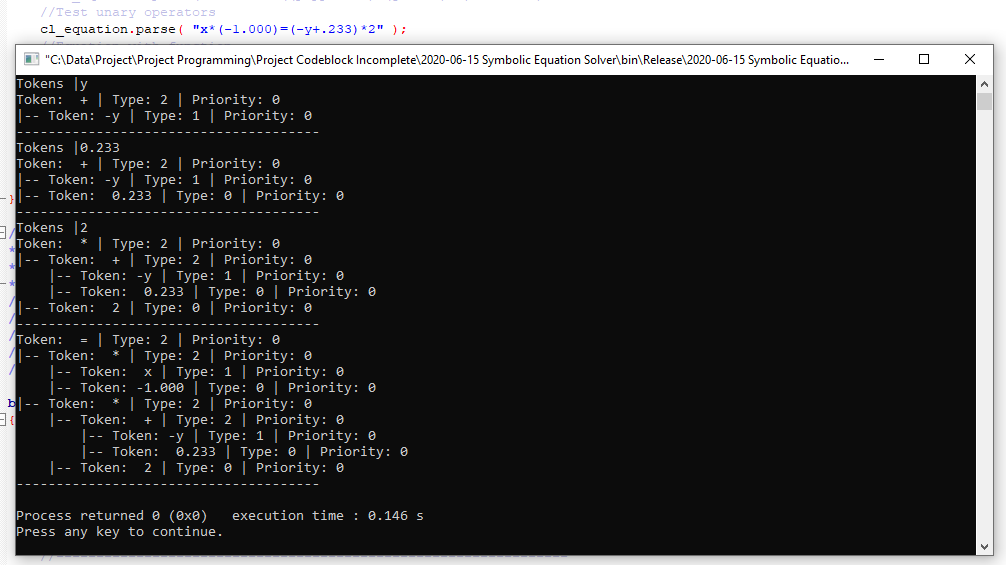 //Test unary operators
cl_equation.parse( "x*(-1.000)=(-y+.233)*2" );
"C:\Data\Project\Project Programming\Project Codeblock Incomplete\2020-06-15 Symbolic Equation Solver\bin\Release\2020-06-15 Symbolic Equatio...
Tokens |y
Token:  + | Type: 2 | Priority: 0
|-- Token: -y | Type: 1 | Priority: 0
--------------------------------------
Tokens |0.233
Token:  + | Type: 2 | Priority: 0
|-- Token: -y | Type: 1 | Priority: 0
|-- Token:  0.233 | Type: 0 | Priority: 0
--------------------------------------
Tokens |2
Token:  * | Type: 2 | Priority: 0
|-- Token:  + | Type: 2 | Priority: 0
    |-- Token: -y | Type: 1 | Priority: 0
    |-- Token:  0.233 | Type: 0 | Priority: 0
|-- Token:  2 | Type: 0 | Priority: 0
--------------------------------------
Token:  = | Type: 2 | Priority: 0
|-- Token:  * | Type: 2 | Priority: 0
    |-- Token:  x | Type: 1 | Priority: 0
    |-- Token: -1.000 | Type: 0 | Priority: 0
|-- Token:  * | Type: 2 | Priority: 0
    |-- Token:  + | Type: 2 | Priority: 0
        |-- Token: -y | Type: 1 | Priority: 0
        |-- Token:  0.233 | Type: 0 | Priority: 0
    |-- Token:  2 | Type: 0 | Priority: 0
--------------------------------------
Process returned 0 (0x0)   execution time : 0.146 s
Press any key to continue.